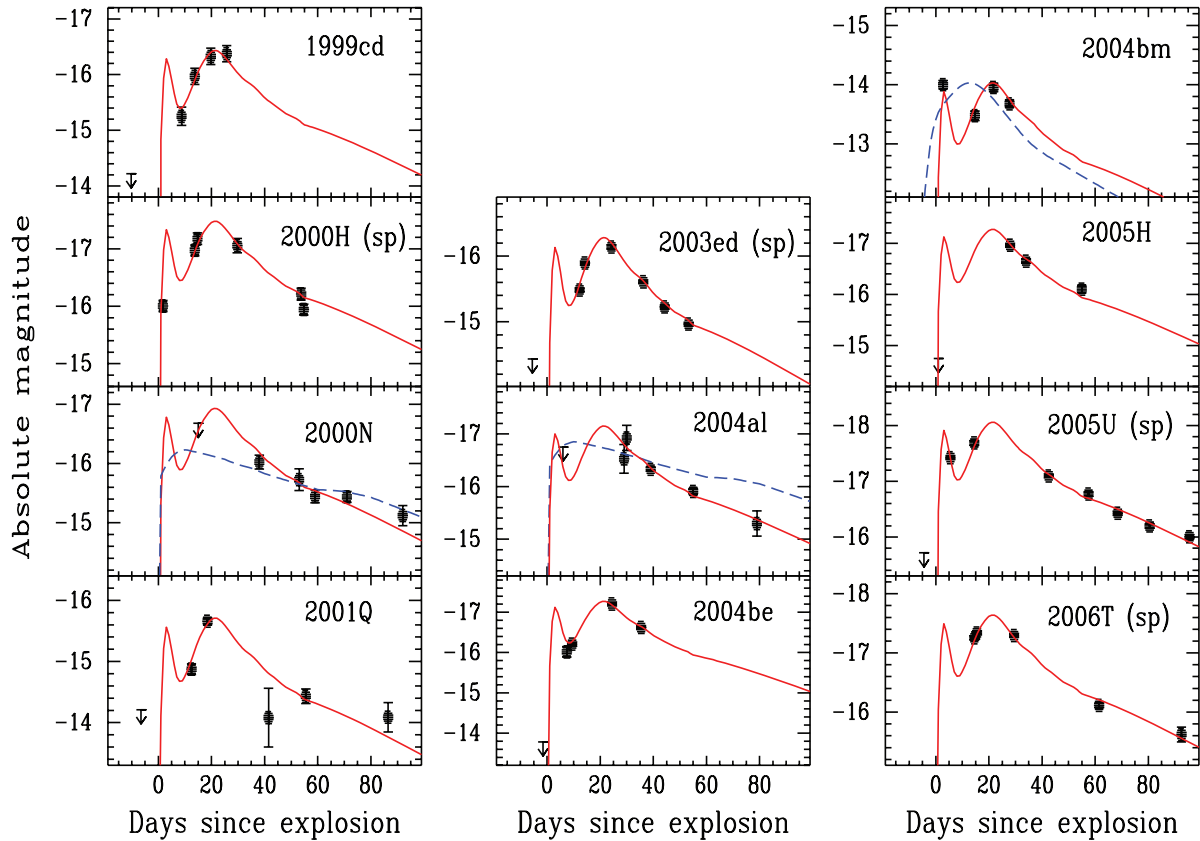 Absolute magnitude
1999cd
-17
-16
-15
-14
2000H (sp)
-17
-16
-15
2000N
-17
-16
-15
2001Q
-16
-15
-14
0 20 40 60 80
Days since explosion
2003ed (sp)
-16
-15
2004al
-17
-16
-15
2004be
-17
-16
-15
-14
0 20 40 60 80
Days since explosion
2004bm
-15
-14
-13
2005H
-17
-16
-15
2005U (sp)
-18
-17
-16
2006T (sp)
-18
-17
-16
0 20 40 60 80
Days since explosion